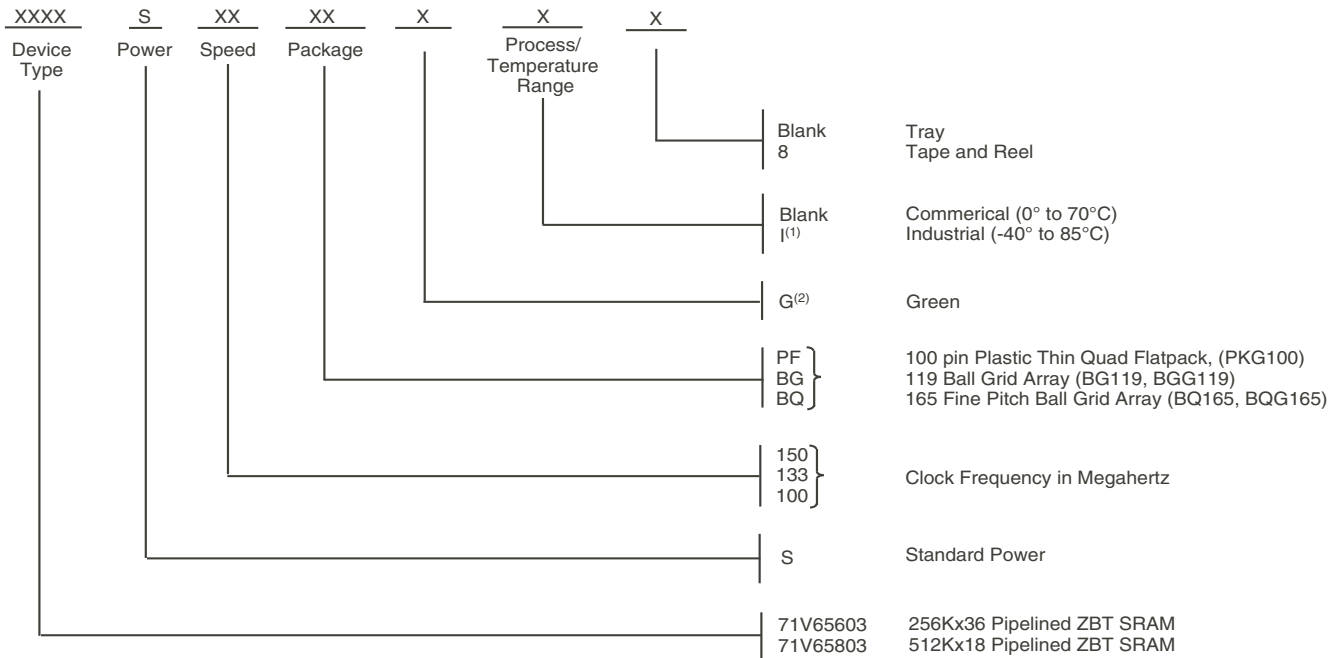 XXXX S XX XX X X X
Device Type
Power
Speed
Package
Process/
Temperature
Range
Blank Tray
8 Tape and Reel
Blank Commerical (0° to 70°C)
I(1) Industrial (-40° to 85°C)
G(2) Green
PF 100 pin Plastic Thin Quad Flatpack, (PKG100)
BG 119 Ball Grid Array (BG119, BGG119)
BQ 165 Fine Pitch Ball Grid Array (BQ165, BQG165)
150
133 Clock Frequency in Megahertz
100
S Standard Power
71V65603 256Kx36 Pipelined ZBT SRAM
71V65803 512Kx18 Pipelined ZBT SRAM